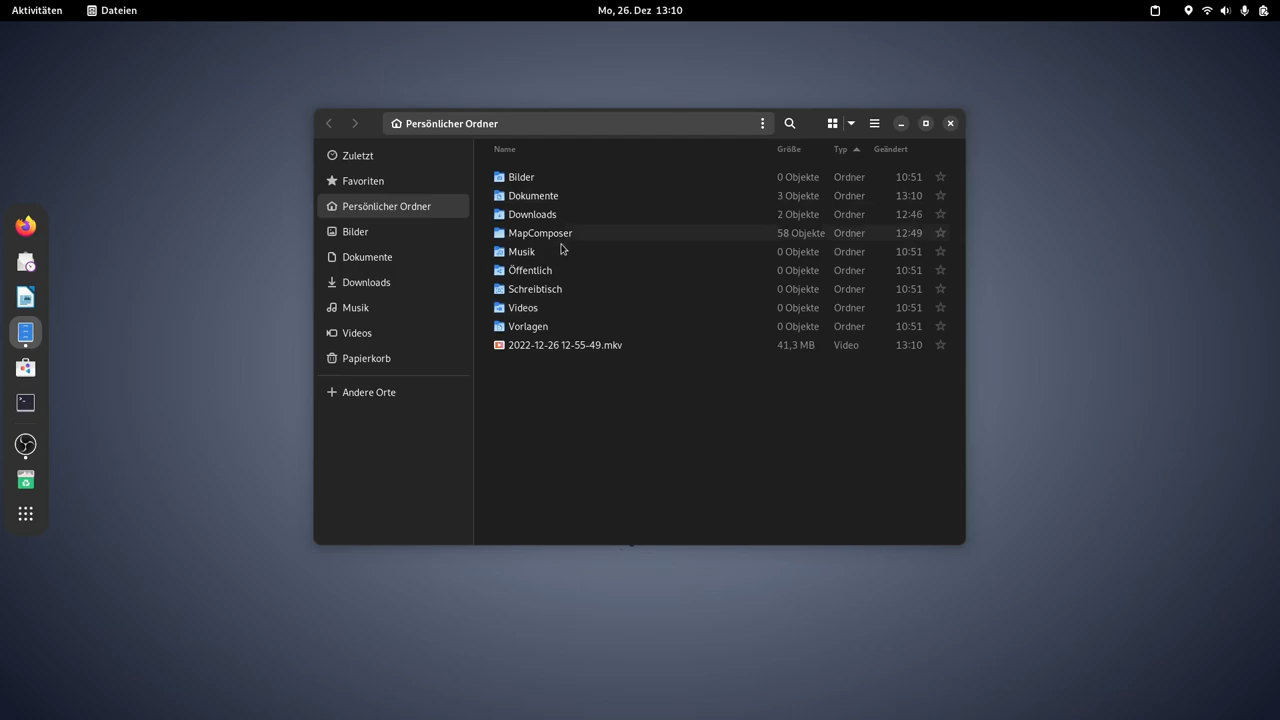 Aktivitäten Dateien Mo, 26. Dez 13:10
Persönlicher Ordner
Name Größe Typ Geändert
Zuletzt
Favoriten
Persönlicher Ordner
Bilder
Dokumente
Downloads
Musik
Videos
Papierkorb
Andere Orte
Bilder 0 Objekte Ordner 10:51
Dokumente 3 Objekte Ordner 13:10
Downloads 2 Objekte Ordner 12:46
MapComposer 58 Objekte Ordner 12:49
Musik 0 Objekte Ordner 10:51
Öffentlich 0 Objekte Ordner 10:51
Schreibtisch 0 Objekte Ordner 10:51
Videos 0 Objekte Ordner 10:51
Vorlagen 0 Objekte Ordner 10:51
2022-12-26 12-55-49.mkv 41,3 MB Video 13:10